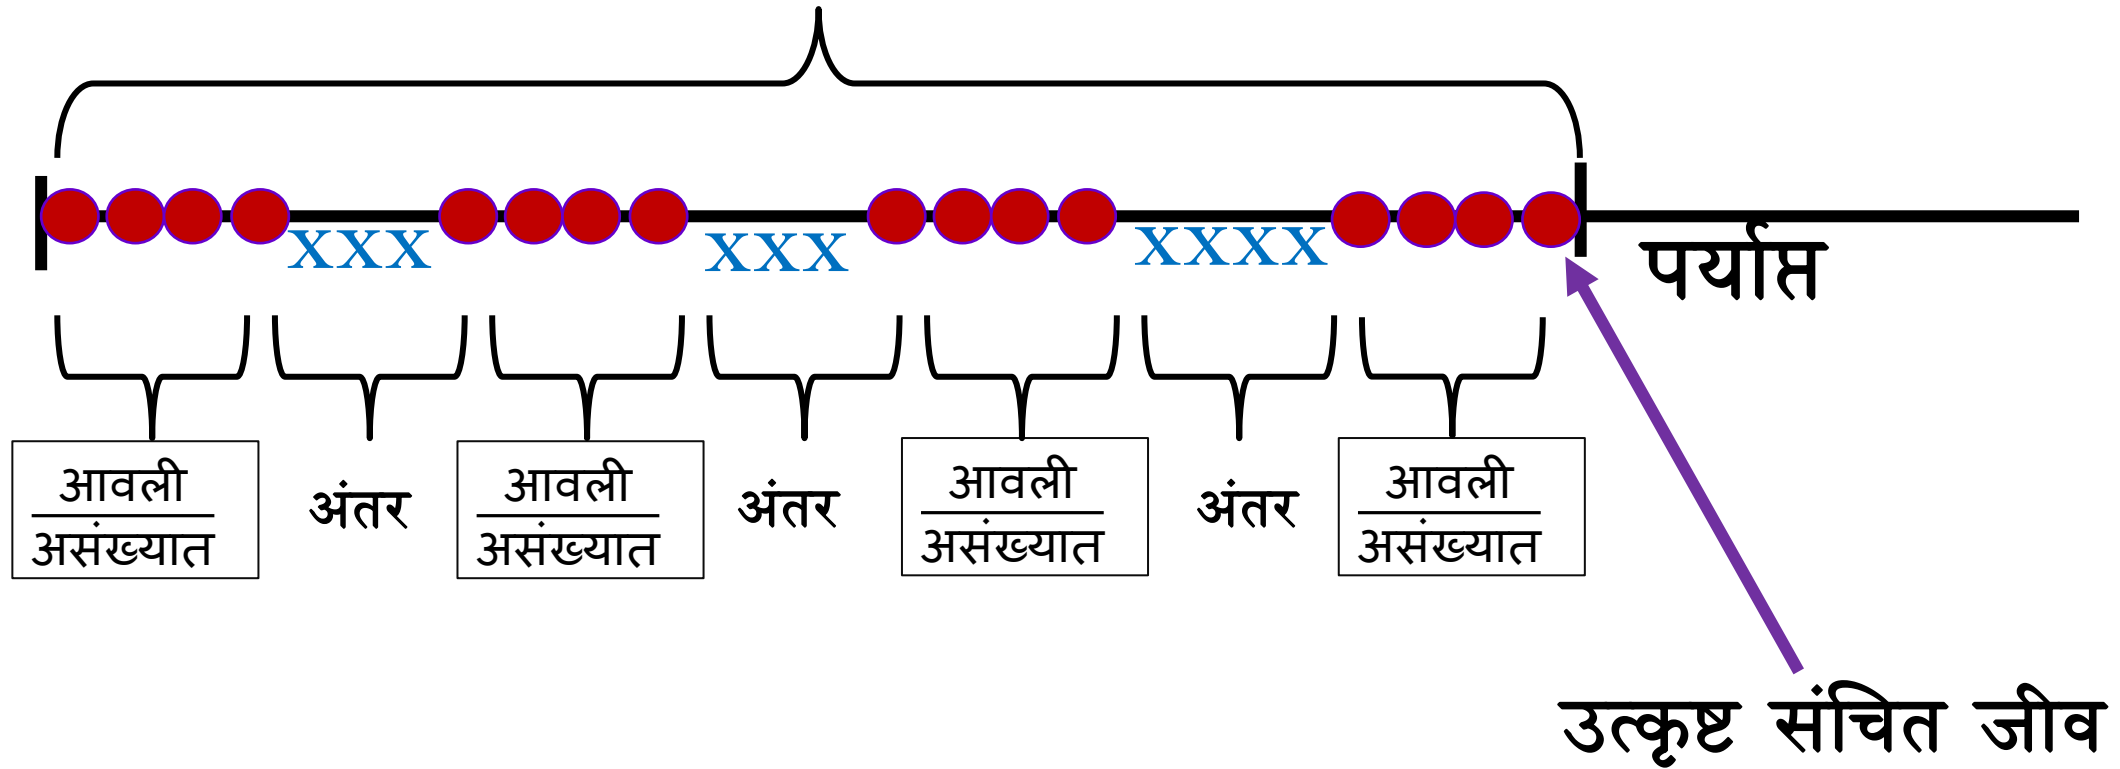 XXX XXX XXXX
पर्याप्त
आवली अंतर आवली अंतर आवली अंतर आवली
असंख्यात असंख्यात असंख्यात असंख्यात
उत्कृष्ट संचित जीव